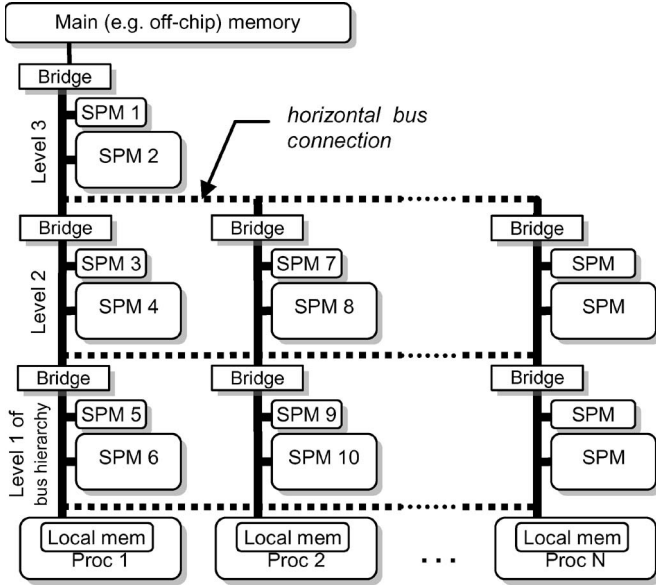 Main (e.g. off-chip) memory
Bridge
SPM 1
horizontal bus
connection
SPM 2
Level 3
Bridge
Bridge
Bridge
SPM 3
SPM 7
SPM
SPM 4
SPM 8
SPM
Level 2
Bridge
Bridge
Bridge
SPM 5
SPM 9
SPM
SPM 6
SPM 10
SPM
Level 1 of
bus hierarchy
Local mem
Local mem
Local mem
Proc 1
Proc 2
...
Proc N